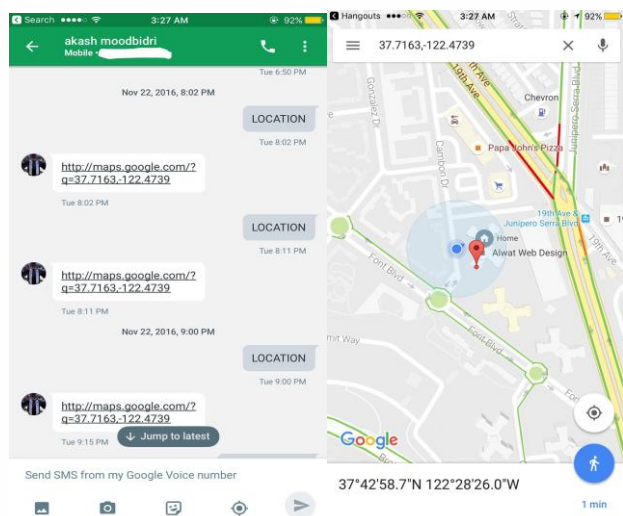 Search
3:27 AM
92%
akash moodbidri
Mobile •
Tue 6:50 PM
Nov 22, 2016, 8:02 PM
LOCATION
Tue 8:02 PM
http://maps.google.com/?
q=37.7163,-122.4739
Tue 8:02 PM
LOCATION
Tue 8:11 PM
http://maps.google.com/?
q=37.7163,-122.4739
Tue 8:11 PM
Nov 22, 2016, 9:00 PM
LOCATION
Tue 9:00 PM
http://maps.google.com/?
q=37.7163,-122.4739
Tue 9:15 PM
Jump to latest
Send SMS from my Google Voice number
Hangouts
3:27 AM
92%
37.7163,-122.4739
19th Ave
Gonzalez Dr
Chevron
Junipero Serra Blvd
Cambon Dr
Papa John's Pizza
19th Ave &
Junipero Serra Blvd
19th Ave
Home
Alwat Web Design
Font Blvd
Font Blvd
mit Way
Google
37°42'58.7"N 122°28'26.0"W
1 min